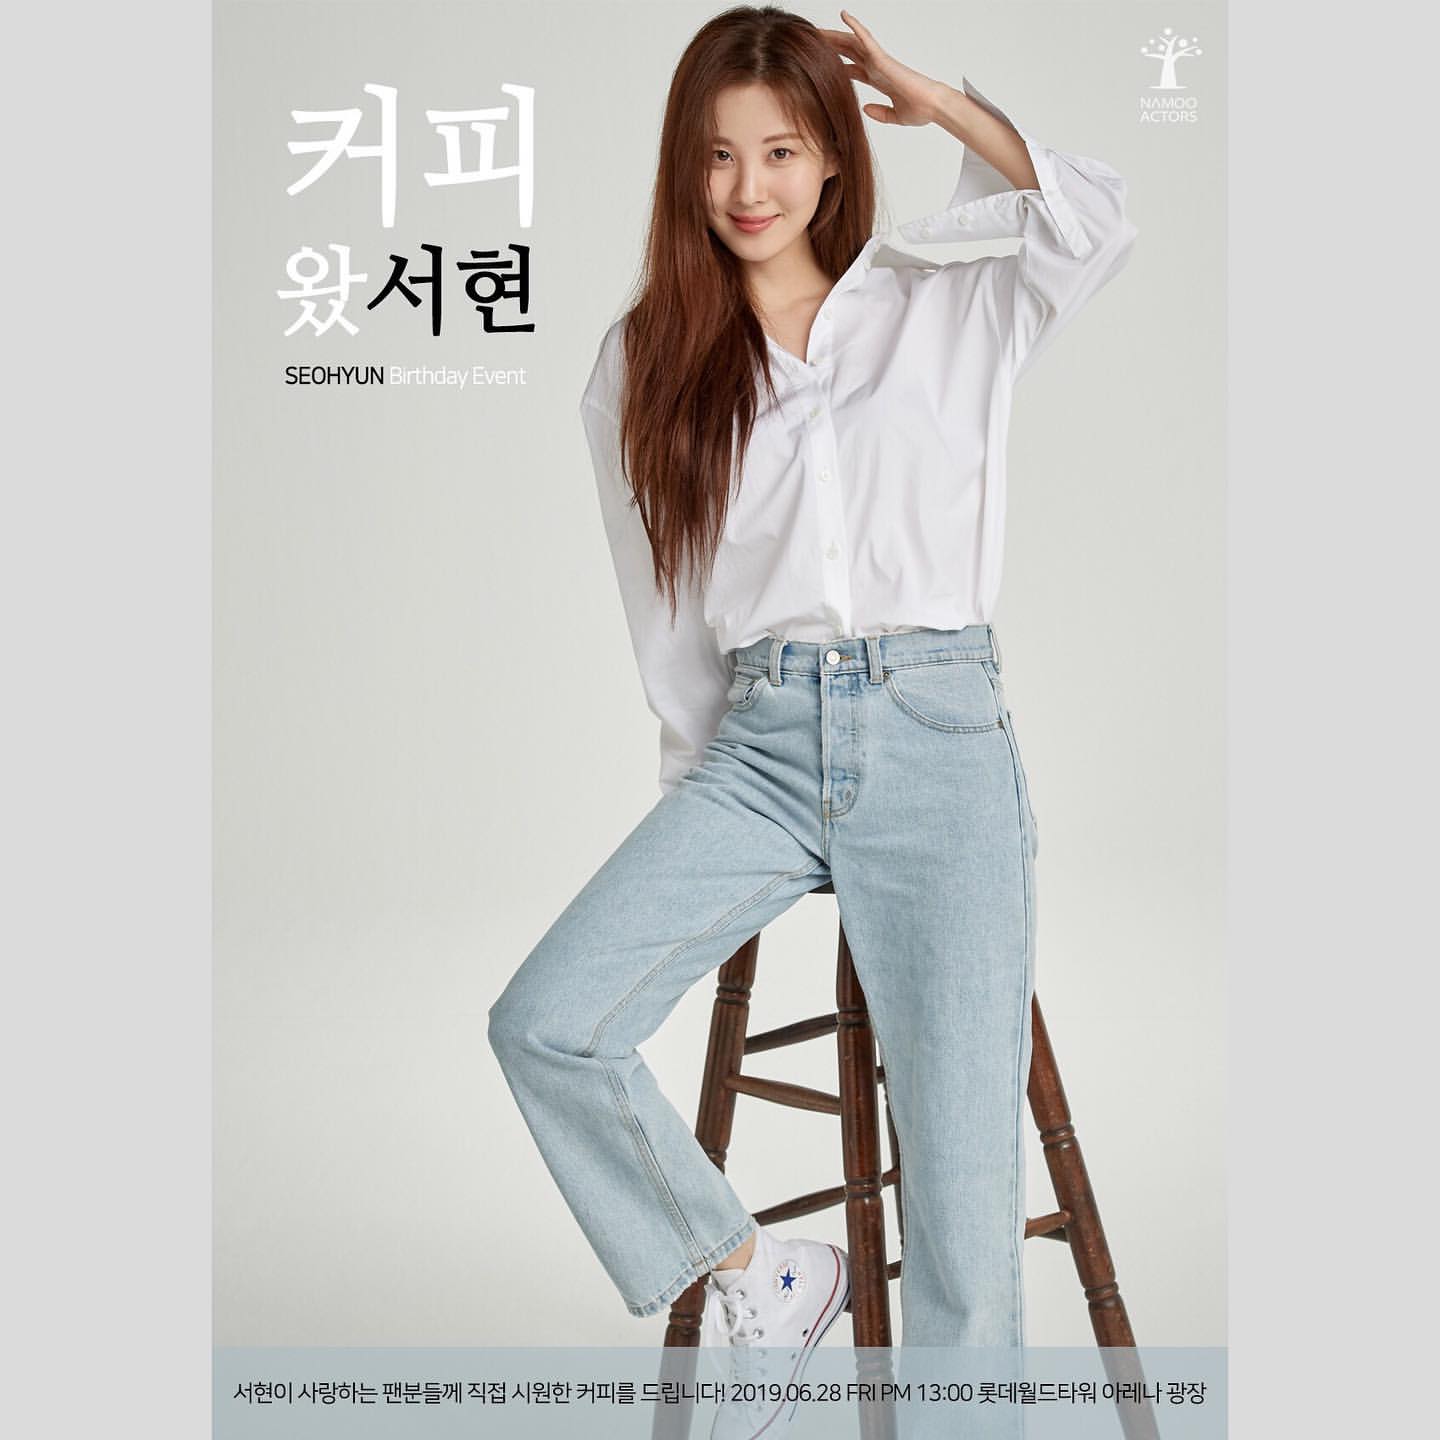 커피
왔서현
SEOHYUN Birthday Event
NAMOO
ACTORS
서현이 사랑하는 팬분들께 직접 시원한 커피를 드립니다! 2019.06.28 FRI PM 13:00 롯데월드타워 아레나 광장